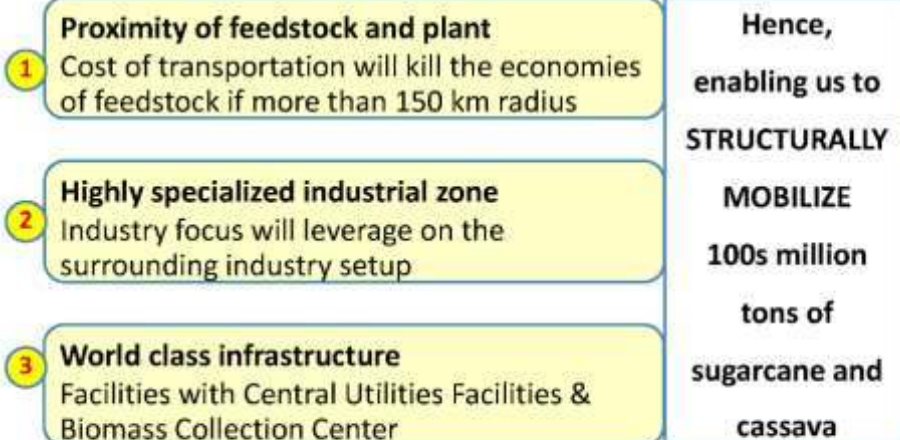 1
Proximity of feedstock and plant
Cost of transportation will kill the economies
of feedstock if more than 150 km radius
2
Highly specialized industrial zone
Industry focus will leverage on the
surrounding industry setup
3
World class infrastructure
Facilities with Central Utilities Facilities &
Biomass Collection Center
Hence,
enabling us to
STRUCTURALLY
MOBILIZE
100s million
tons of
sugarcane and
cassava